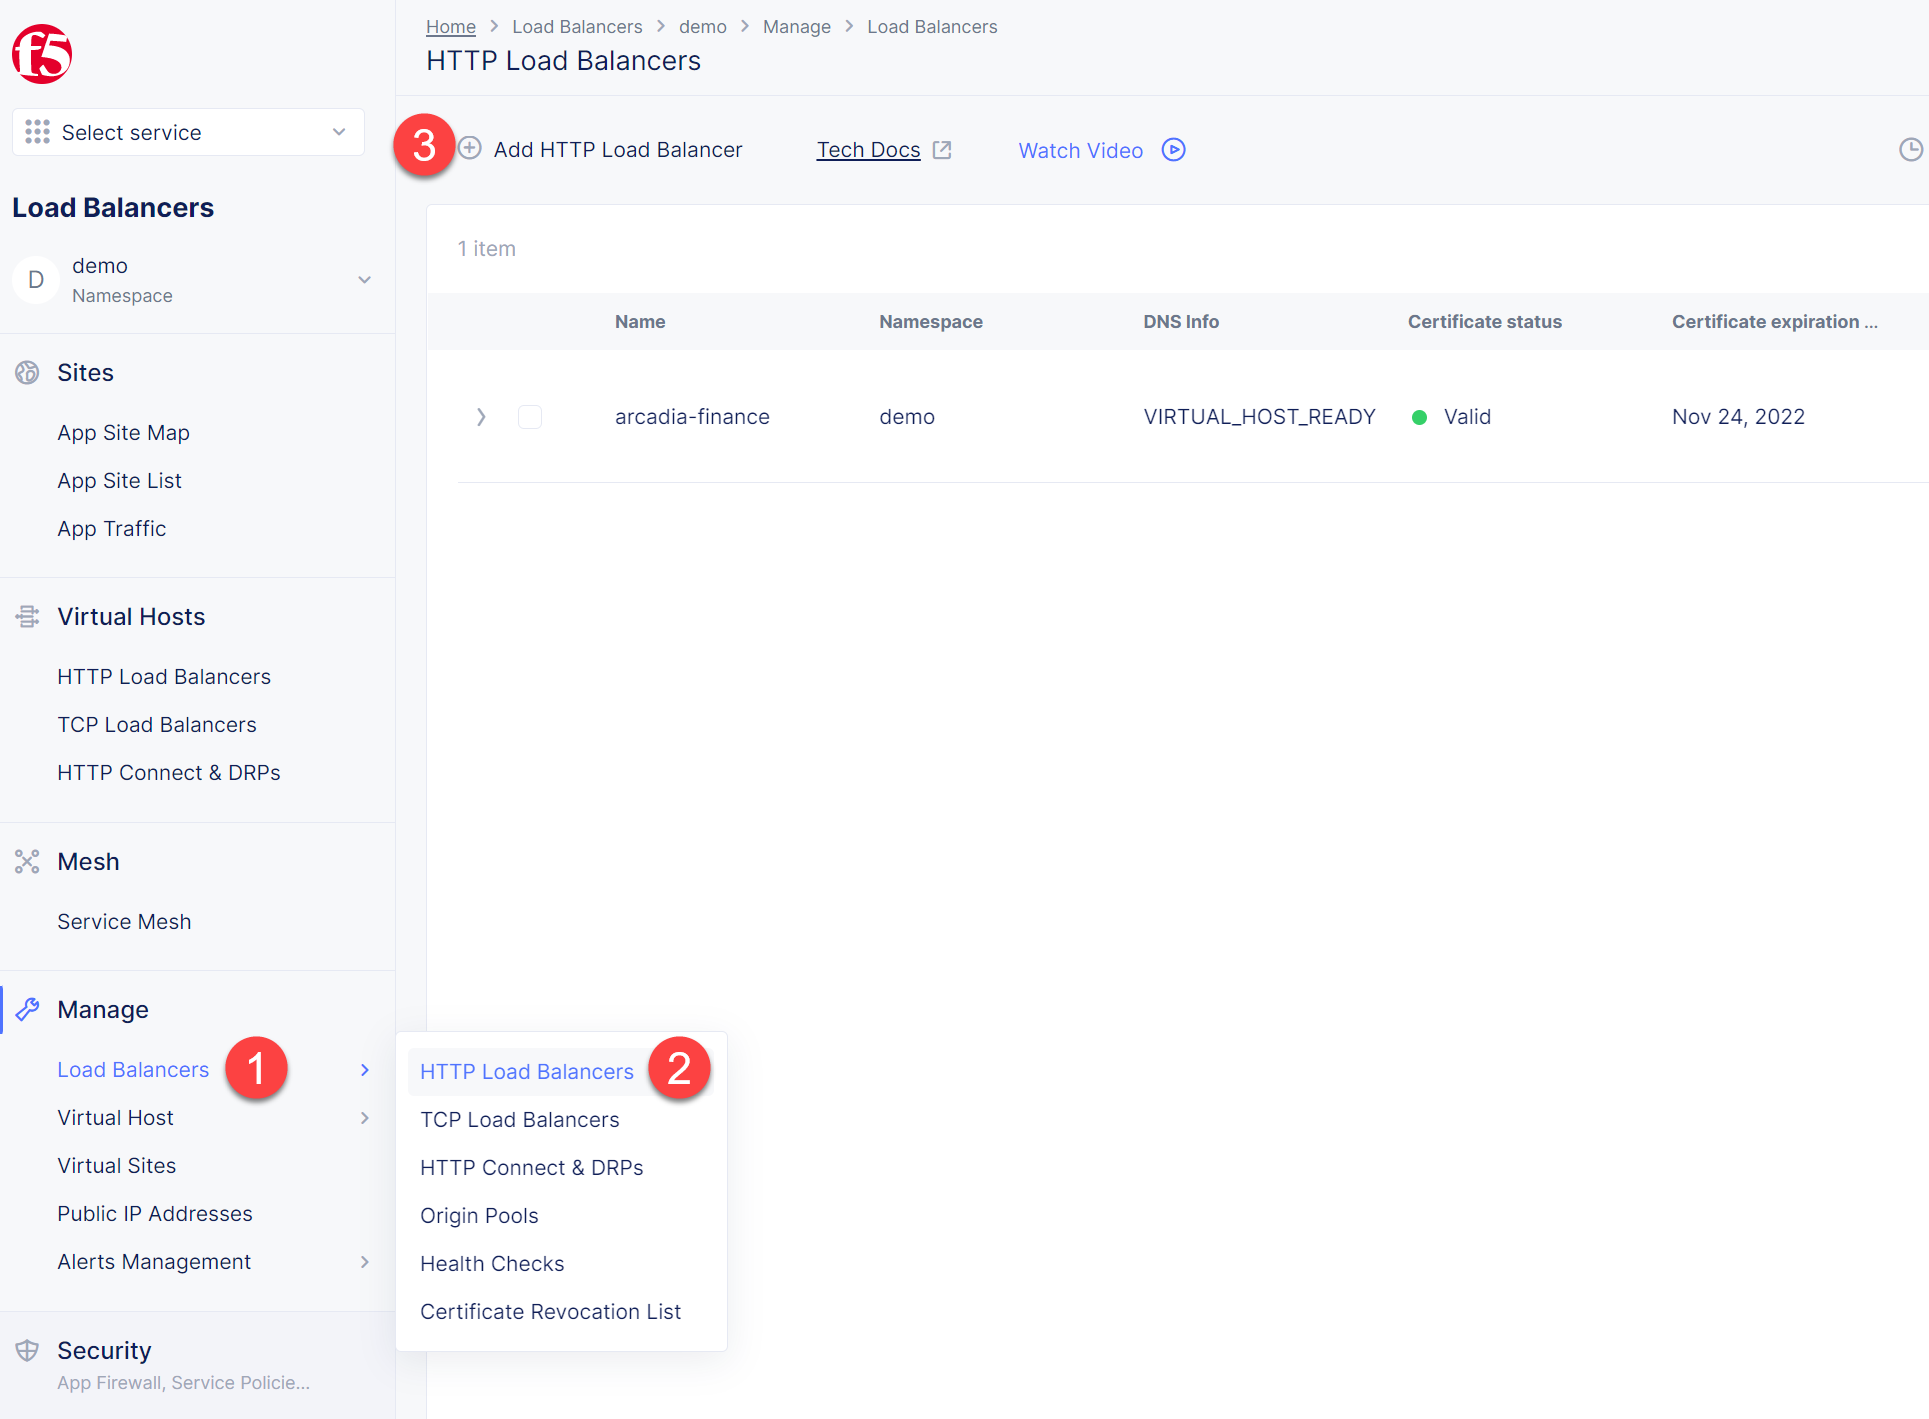 f5
Select service
Load Balancers
D
demo
Namespace
Sites
App Site Map
App Site List
App Traffic
Virtual Hosts
HTTP Load Balancers
TCP Load Balancers
HTTP Connect & DRPs
Mesh
Service Mesh
Manage
Load Balancers 1
Virtual Host
Virtual Sites
Public IP Addresses
Alerts Management
Security
App Firewall, Service Policie...
HTTP Load Balancers 2
TCP Load Balancers
HTTP Connect & DRPs
Origin Pools
Health Checks
Certificate Revocation List
Home > Load Balancers > demo > Manage > Load Balancers
HTTP Load Balancers
3 Add HTTP Load Balancer Tech Docs Watch Video
1 item
Name Namespace DNS Info Certificate status Certificate expiration ...
arcadia-finance demo VIRTUAL_HOST_READY Valid Nov 24, 2022